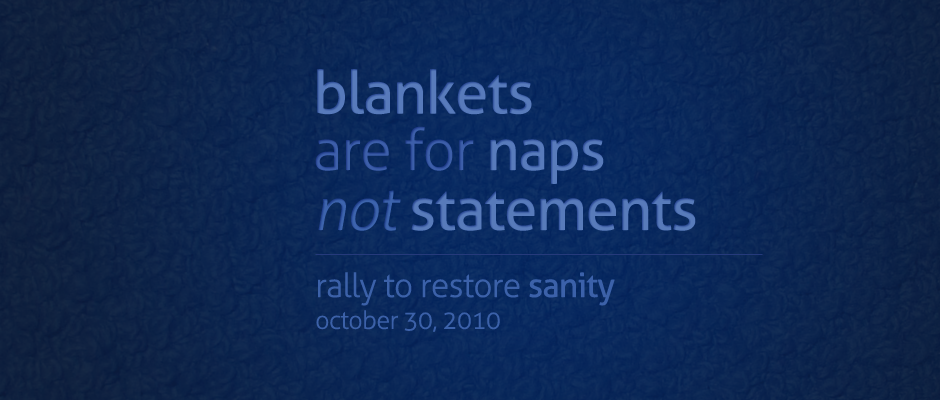 blankets
are for naps
not statements
rally to restore sanity
october 30, 2010